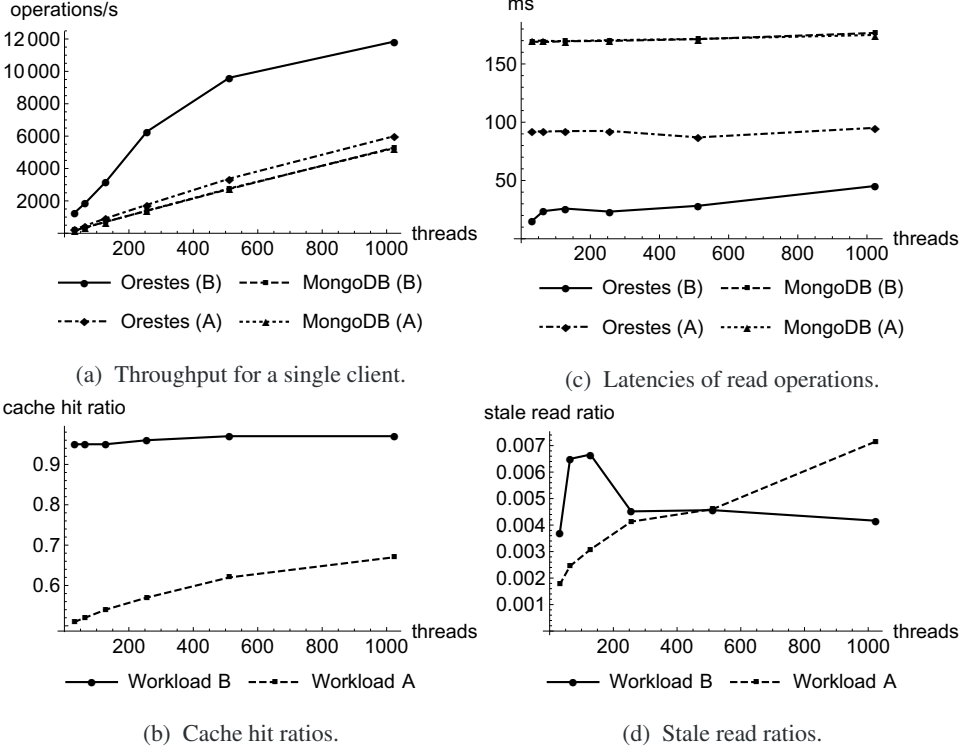 operations/s
12 000
10 000
8000
6000
4000
2000
200 400 600 800 1000 threads
Orestes (B) MongoDB (B)
Orestes (A) MongoDB (A)
(a) Throughput for a single client.
ms
150
100
50
200 400 600 800 1000 threads
Orestes (B) MongoDB (B)
Orestes (A) MongoDB (A)
(c) Latencies of read operations.
cache hit ratio
0.9
0.8
0.7
0.6
200 400 600 800 1000 threads
Workload B Workload A
(b) Cache hit ratios.
stale read ratio
0.007
0.006
0.005
0.004
0.003
0.002
0.001
200 400 600 800 1000 threads
Workload B Workload A
(d) Stale read ratios.